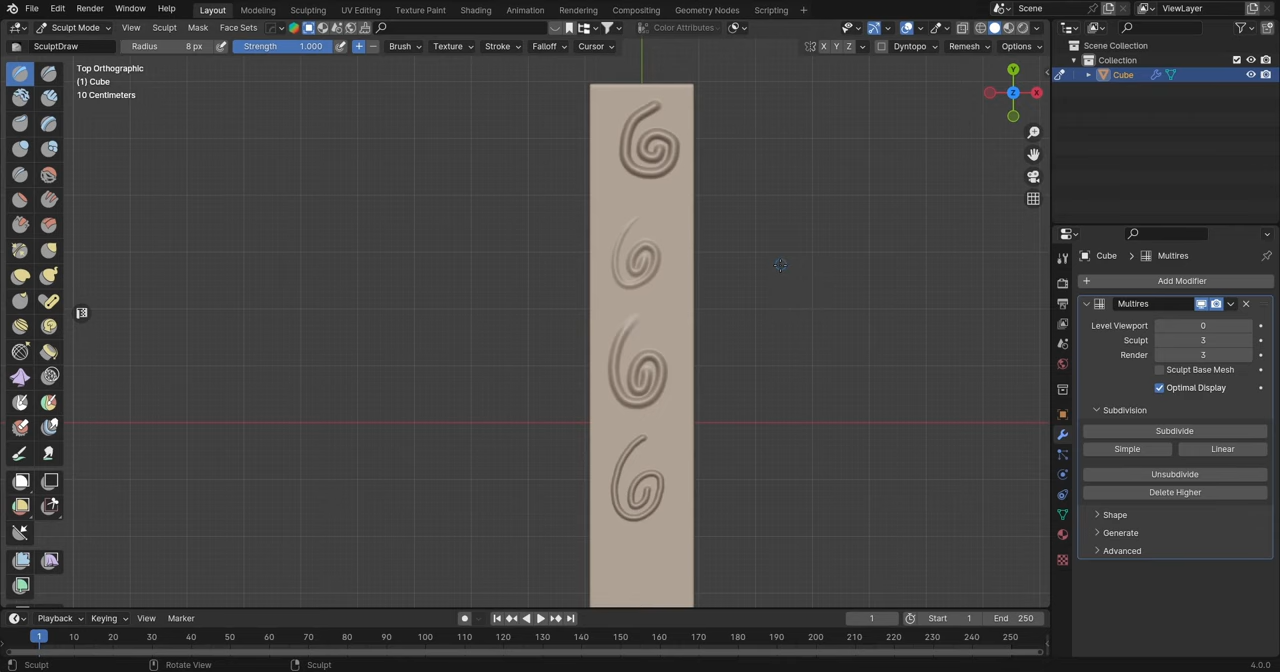 File Edit Render Window Help Layout Modeling Sculpting UV Editing Texture Paint Shading Animation Rendering Compositing Geometry Nodes Scripting Scene ViewLayer
Sculpt Mode View Sculpt Mask Face Sets Color Attributes
SculptDraw Radius 8 px Strength 1.000 Brush Texture Stroke Falloff Cursor X Y Z Dyntopo Remesh Options
Scene Collection
Collection
Cube
Top Orthographic
(1) Cube
10 Centimeters
Y
Z
X
6
6
6
6
Cube Multires
Add Modifier
Multires
Level Viewport 0
Sculpt 3
Render 3
Sculpt Base Mesh
Optimal Display
Subdivision
Subdivide
Simple Linear
Unsubdivide
Delete Higher
Shape
Generate
Advanced
Playback Keying View Marker 1 Start 1 End 250
1 10 20 30 40 50 60 70 80 90 100 110 120 130 140 150 160 170 180 190 200 210 220 230 240 250
Sculpt Rotate View Sculpt 4.0.0